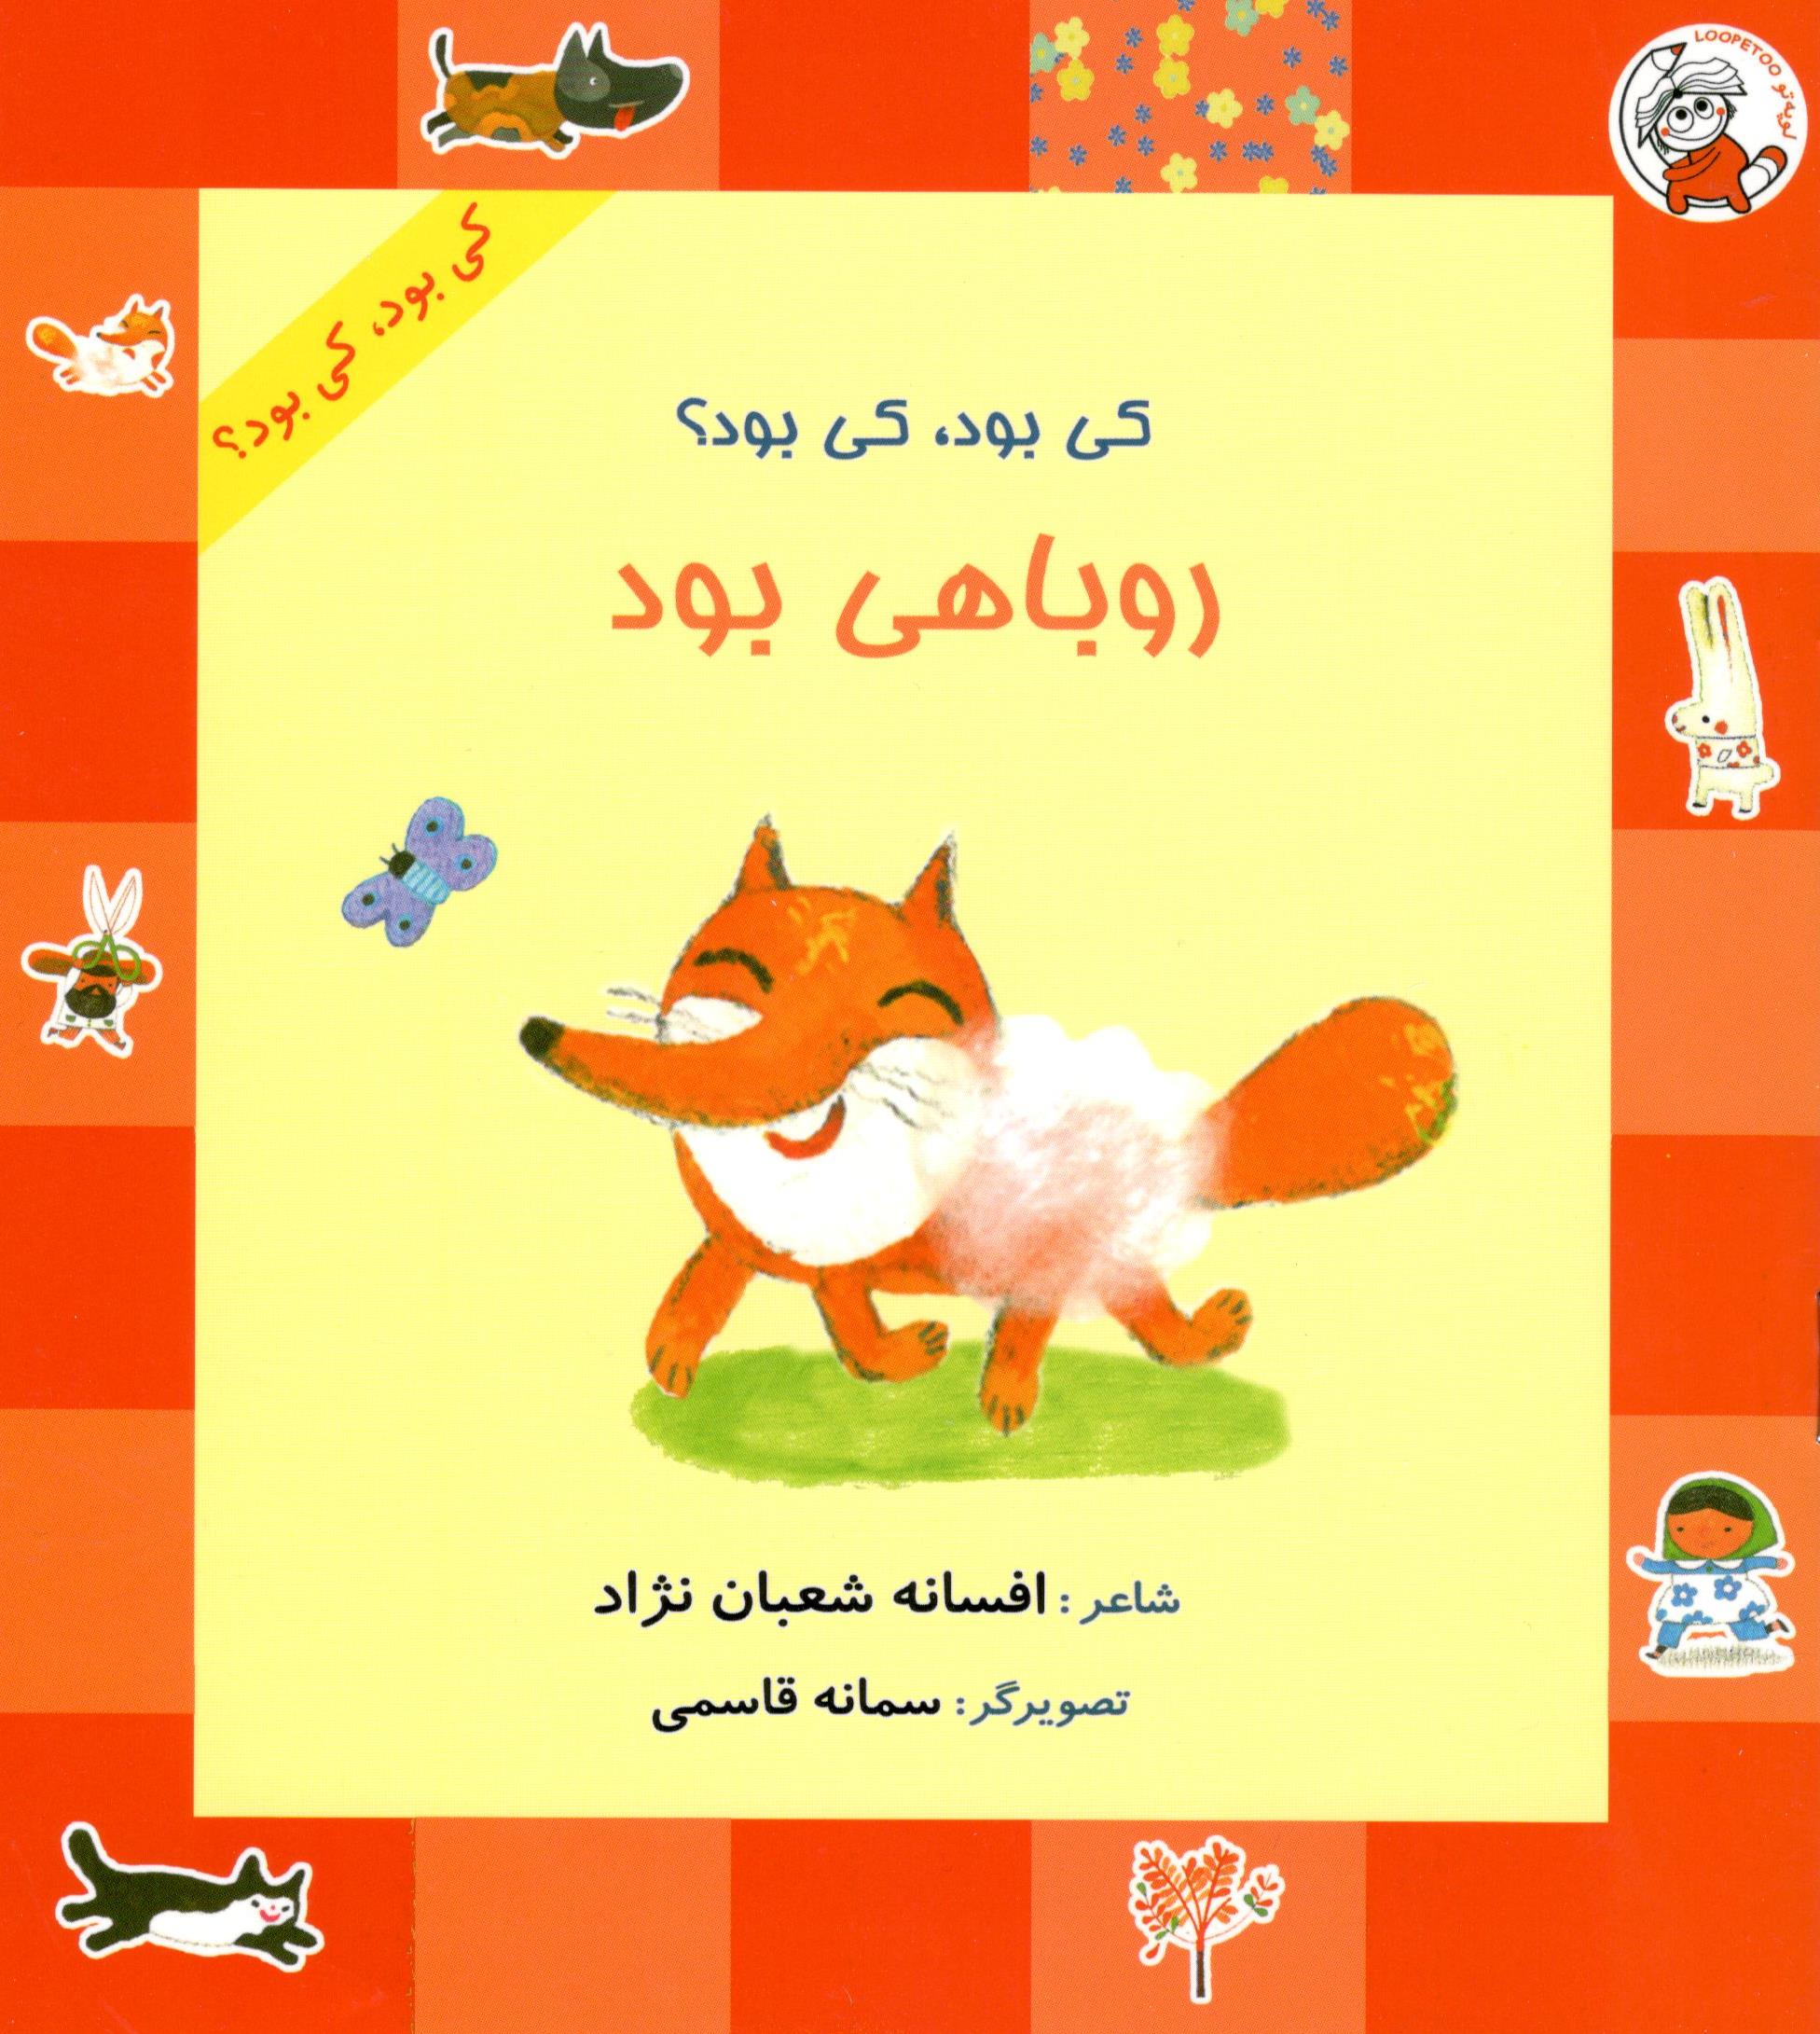 LOOPETOO لوپه‌تو
کی بود، کی بود؟
کی بود، کی بود؟
روباهی بود
شاعر: افسانه شعبان نژاد
تصویرگر: سمانه قاسمی